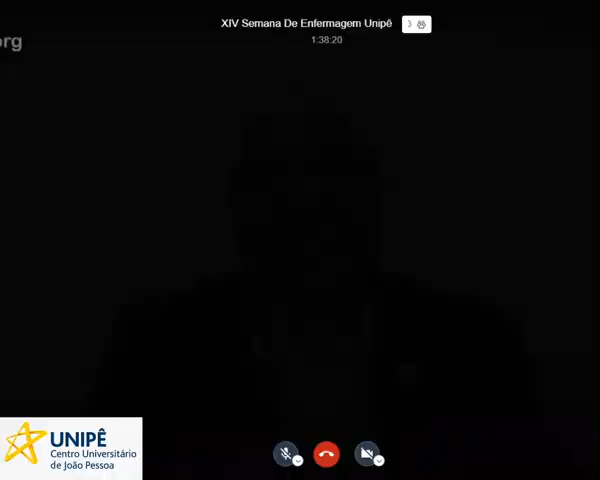 XIV Semana De Enfermagem Unipê 3
1:38:20
org
UNIPÊ
Centro Universitário
de João Pessoa